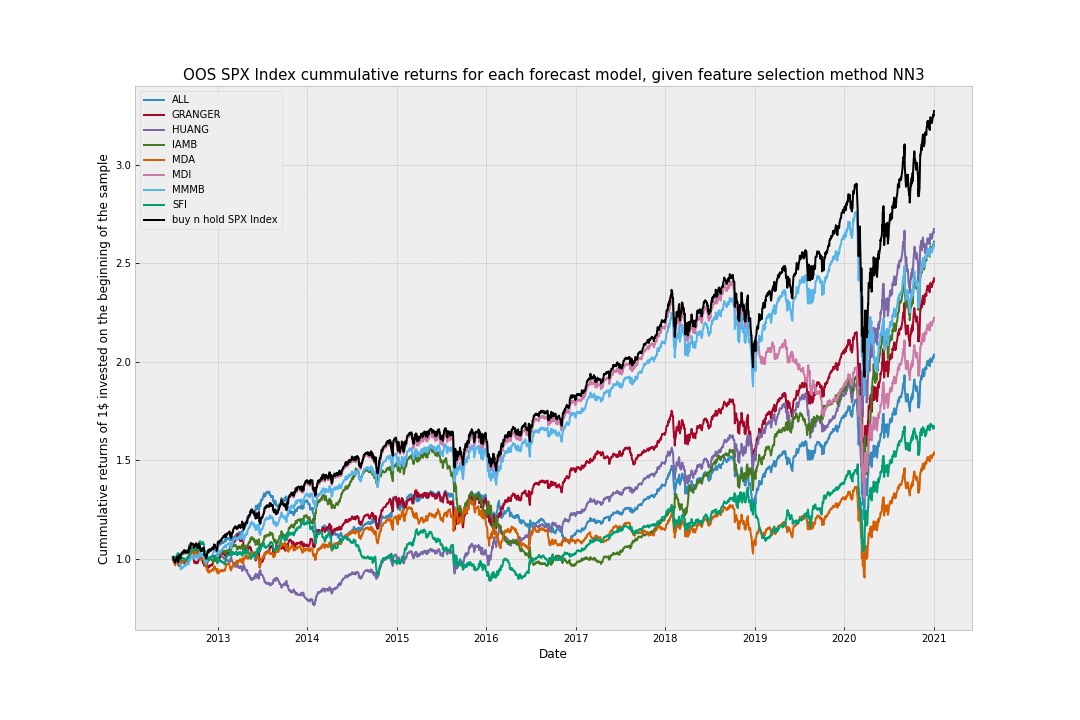 OOS SPX Index cummulative returns for each forecast model, given feature selection method NN3
ALL
GRANGER
HUANG
IAMB
MDA
MDI
MMMB
SFI
buy n hold SPX Index
Cummulative returns of 1$ invested on the beginning of the sample
3.0
2.5
2.0
1.5
1.0
2013
2014
2015
2016
2017
2018
2019
2020
2021
Date